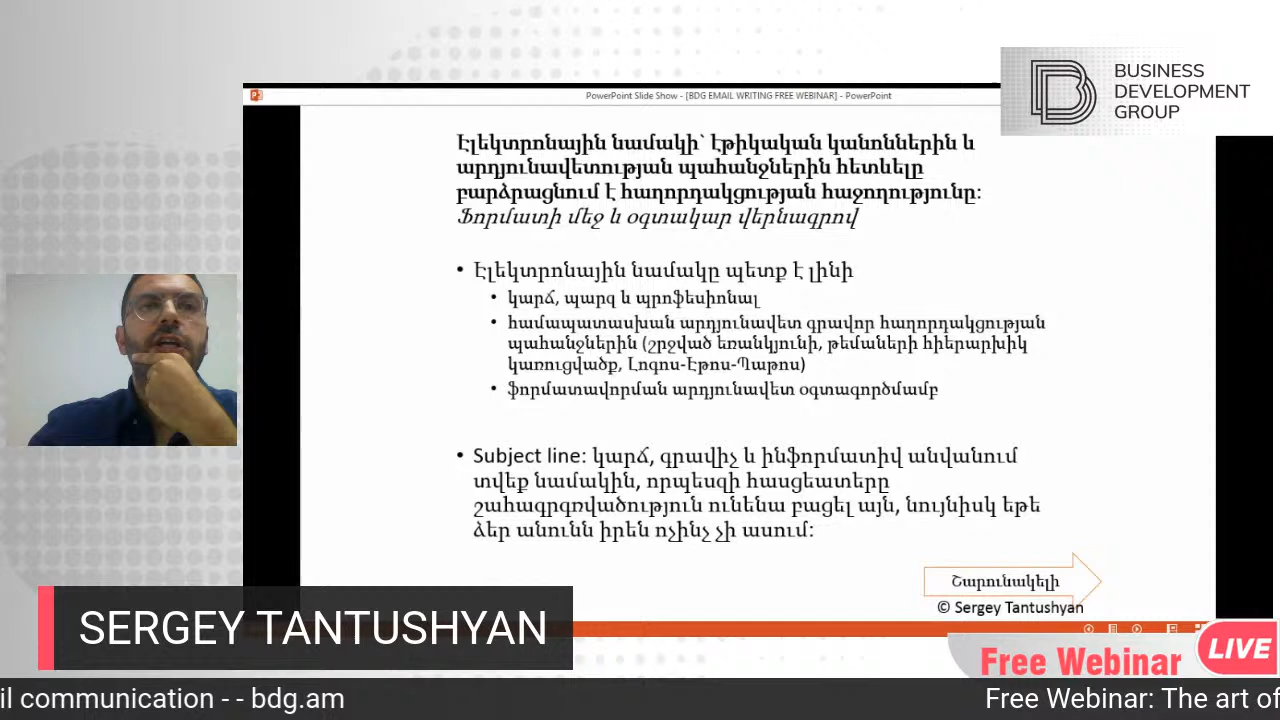 BUSINESS
DEVELOPMENT
GROUP
PowerPoint Slide Show - [BDG EMAIL WRITING FREE WEBINAR] - PowerPoint
Էլեկտրոնային նամակի՝ էթիկական կանոններին և
արդյունավետության պահանջներին հետևելը
բարձրացնում է հաղորդակցության հաջողությունը:
Ֆորմատի մեջ և օգտակար վերնագրով
• Էլեկտրոնային նամակը պետք է լինի
• կարճ, պարզ և պրոֆեսիոնալ
• համապատասխան արդյունավետ գրավոր հաղորդակցության
պահանջներին (շրջված եռանկյունի, թեմաների հիերարխիկ
կառուցվածք, Լոգոս-Էթոս-Պաթոս)
• ֆորմատավորման արդյունավետ օգտագործմամբ
• Subject line: կարճ, գրավիչ և ինֆորմատիվ անվանում
տվեք նամակին, որպեսզի հասցեատերը
շահագրգռվածություն ունենա բացել այն, նույնիսկ եթե
ձեր անունն իրեն ոչինչ չի ասում:
Շարունակելի
© Sergey Tantushyan
SERGEY TANTUSHYAN
LIVE
Free Webinar
il communication - - bdg.am
Free Webinar: The art of